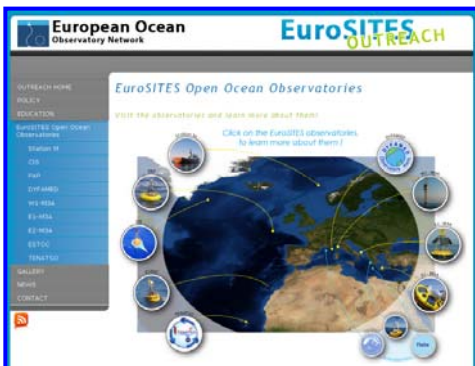 European Ocean
Observatory Network
EuroSITES
OUTREACH
OUTREACH HOME
POLICY
EDUCATION
EuroSITES Open Ocean
Observatories
Station M
CIS
PAP
DYFAMED
W1-M3A
E1-M3A
E2-M3A
ESTOC
TENATSO
GALLERY
NEWS
CONTACT
EuroSITES Open Ocean Observatories
Visit the observatories and learn more about them!
Click on the EuroSITES observatories
to learn more about them !